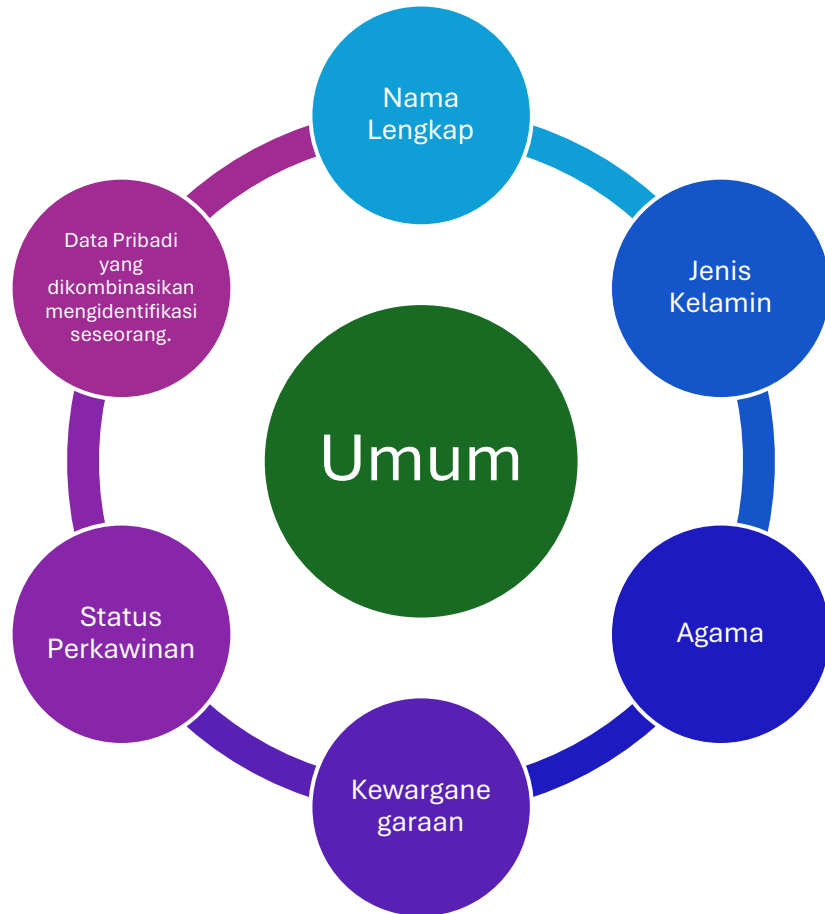 Nama
Lengkap
Jenis
Kelamin
Agama
Kewargane
garaan
Status
Perkawinan
Data Pribadi
yang
dikombinasikan
mengidentifikasi
seseorang.
Umum